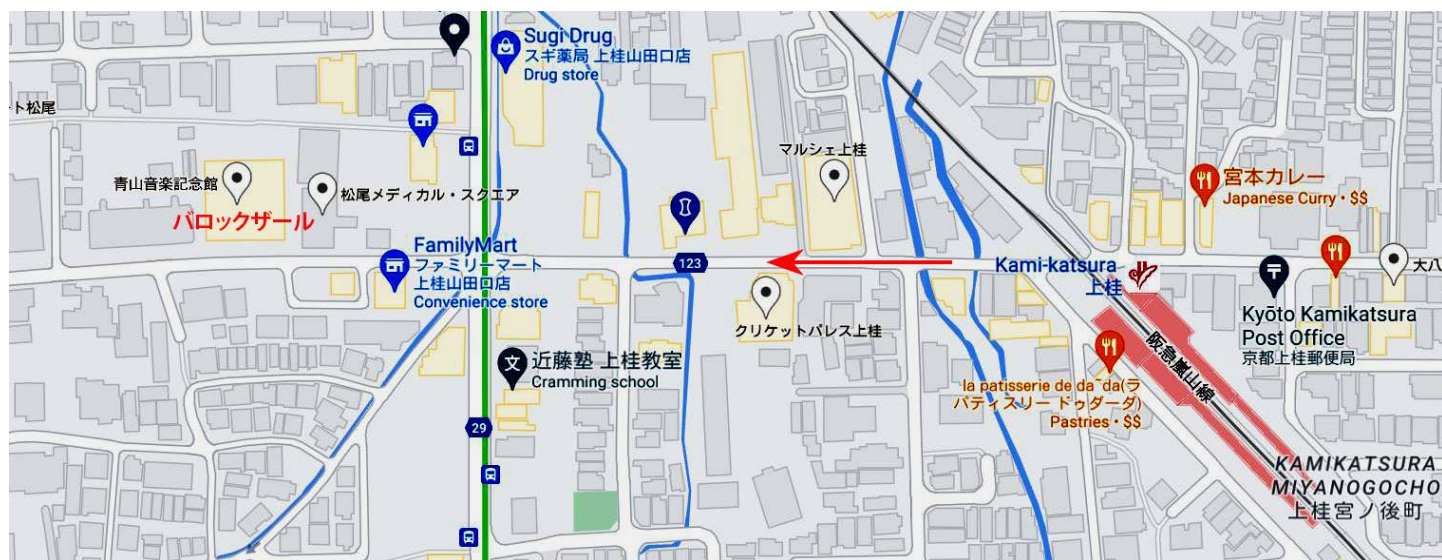 Sugi Drug
スギ薬局 上桂山田口店
Drug store
ト松尾
青山音楽記念館
バロックザール
松尾メディカル・スクエア
マルシェ上桂
宮本カレー
Japanese Curry・$$
FamilyMart
ファミリーマート
上桂山田口店
Convenience store
123
Kami-katsura
上桂
大八
クリケットパレス上桂
Kyōto Kamikatsura
Post Office
京都上桂郵便局
阪急嵐山線
文
近藤塾 上桂教室
Cramming school
la patisserie de da~da(ラ
パティスリー ドゥダーダ)
Pastries・$$
29
KAMIKATSURA
MIYANOGOCHO
上桂宮ノ後町